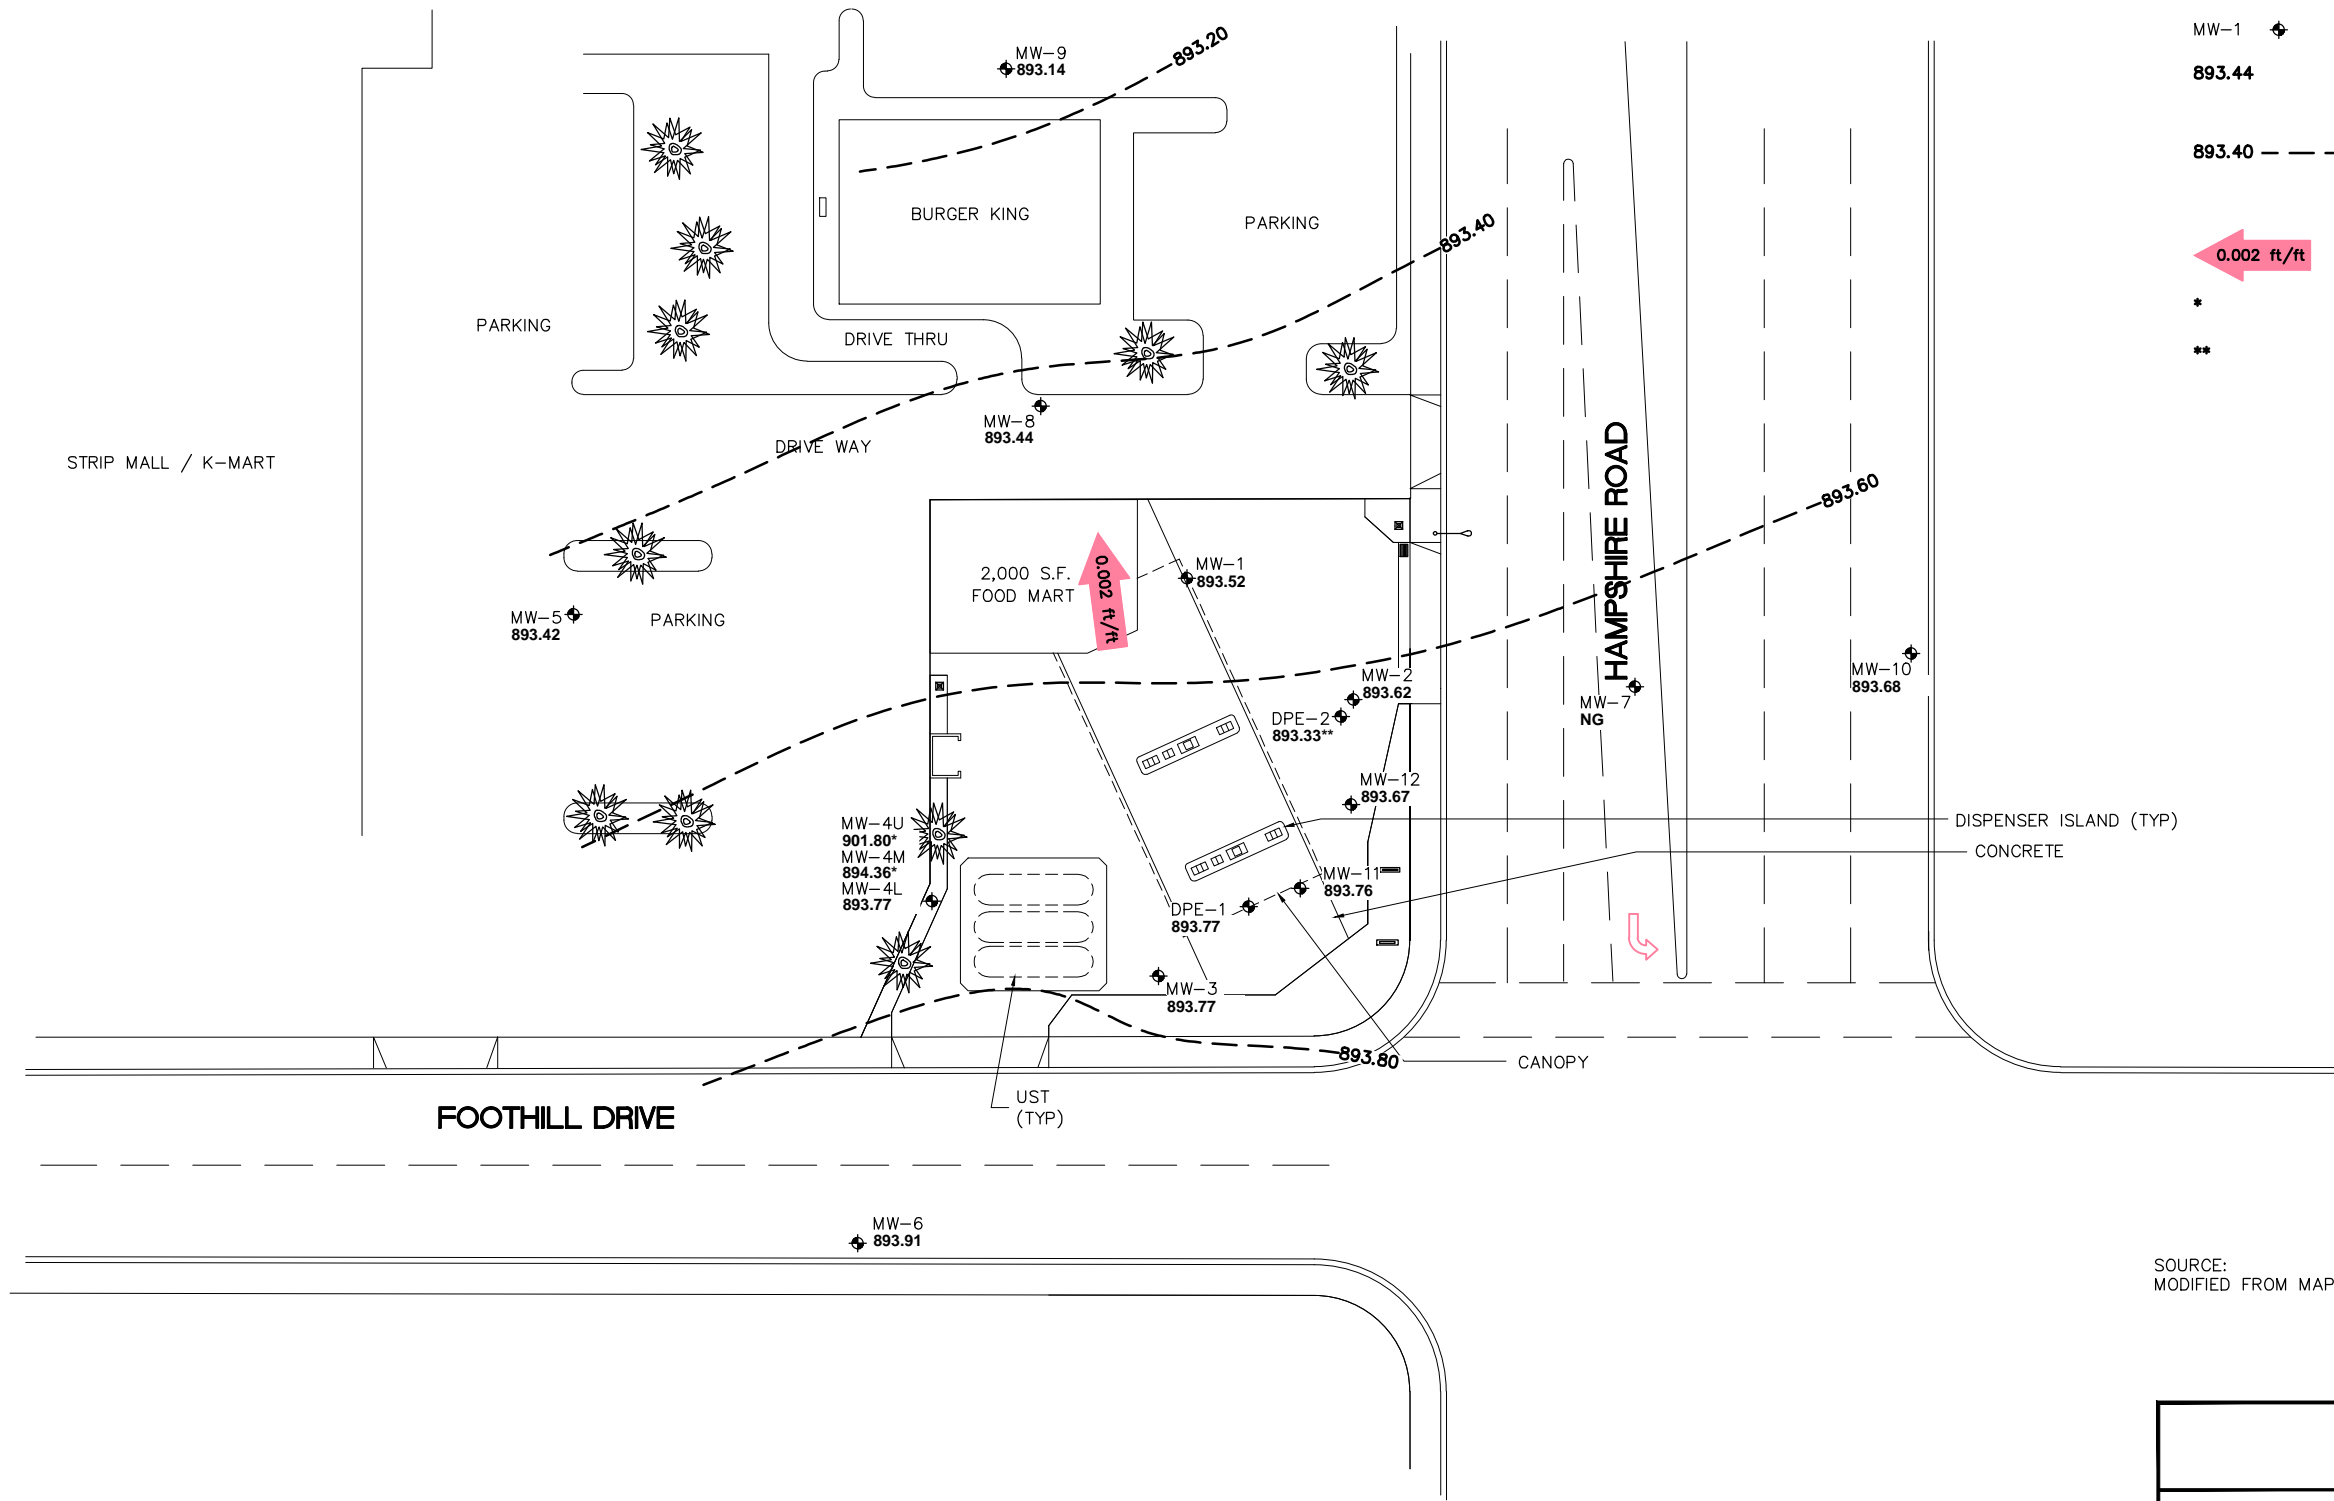 MW-1
893.44
893.40
0.002 ft/ft
*
**
MW-9
893.14
893.20
BURGER KING
PARKING
893.40
PARKING
DRIVE THRU
MW-8
893.44
DRIVE WAY
STRIP MALL / K-MART
HAMPSHIRE ROAD
893.60
2,000 S.F.
FOOD MART
0.002 ft/ft
MW-1
893.52
MW-5
893.42
PARKING
MW-2
893.62
DPE-2
893.33**
MW-7
NG
MW-10
893.68
MW-12
893.67
MW-4U
901.80*
MW-4M
894.36*
MW-4L
893.77
DISPENSER ISLAND (TYP)
CONCRETE
MW-11
893.76
DPE-1
893.77
MW-3
893.77
893.80
CANOPY
UST
(TYP)
FOOTHILL DRIVE
MW-6
893.91
SOURCE:
MODIFIED FROM MAP